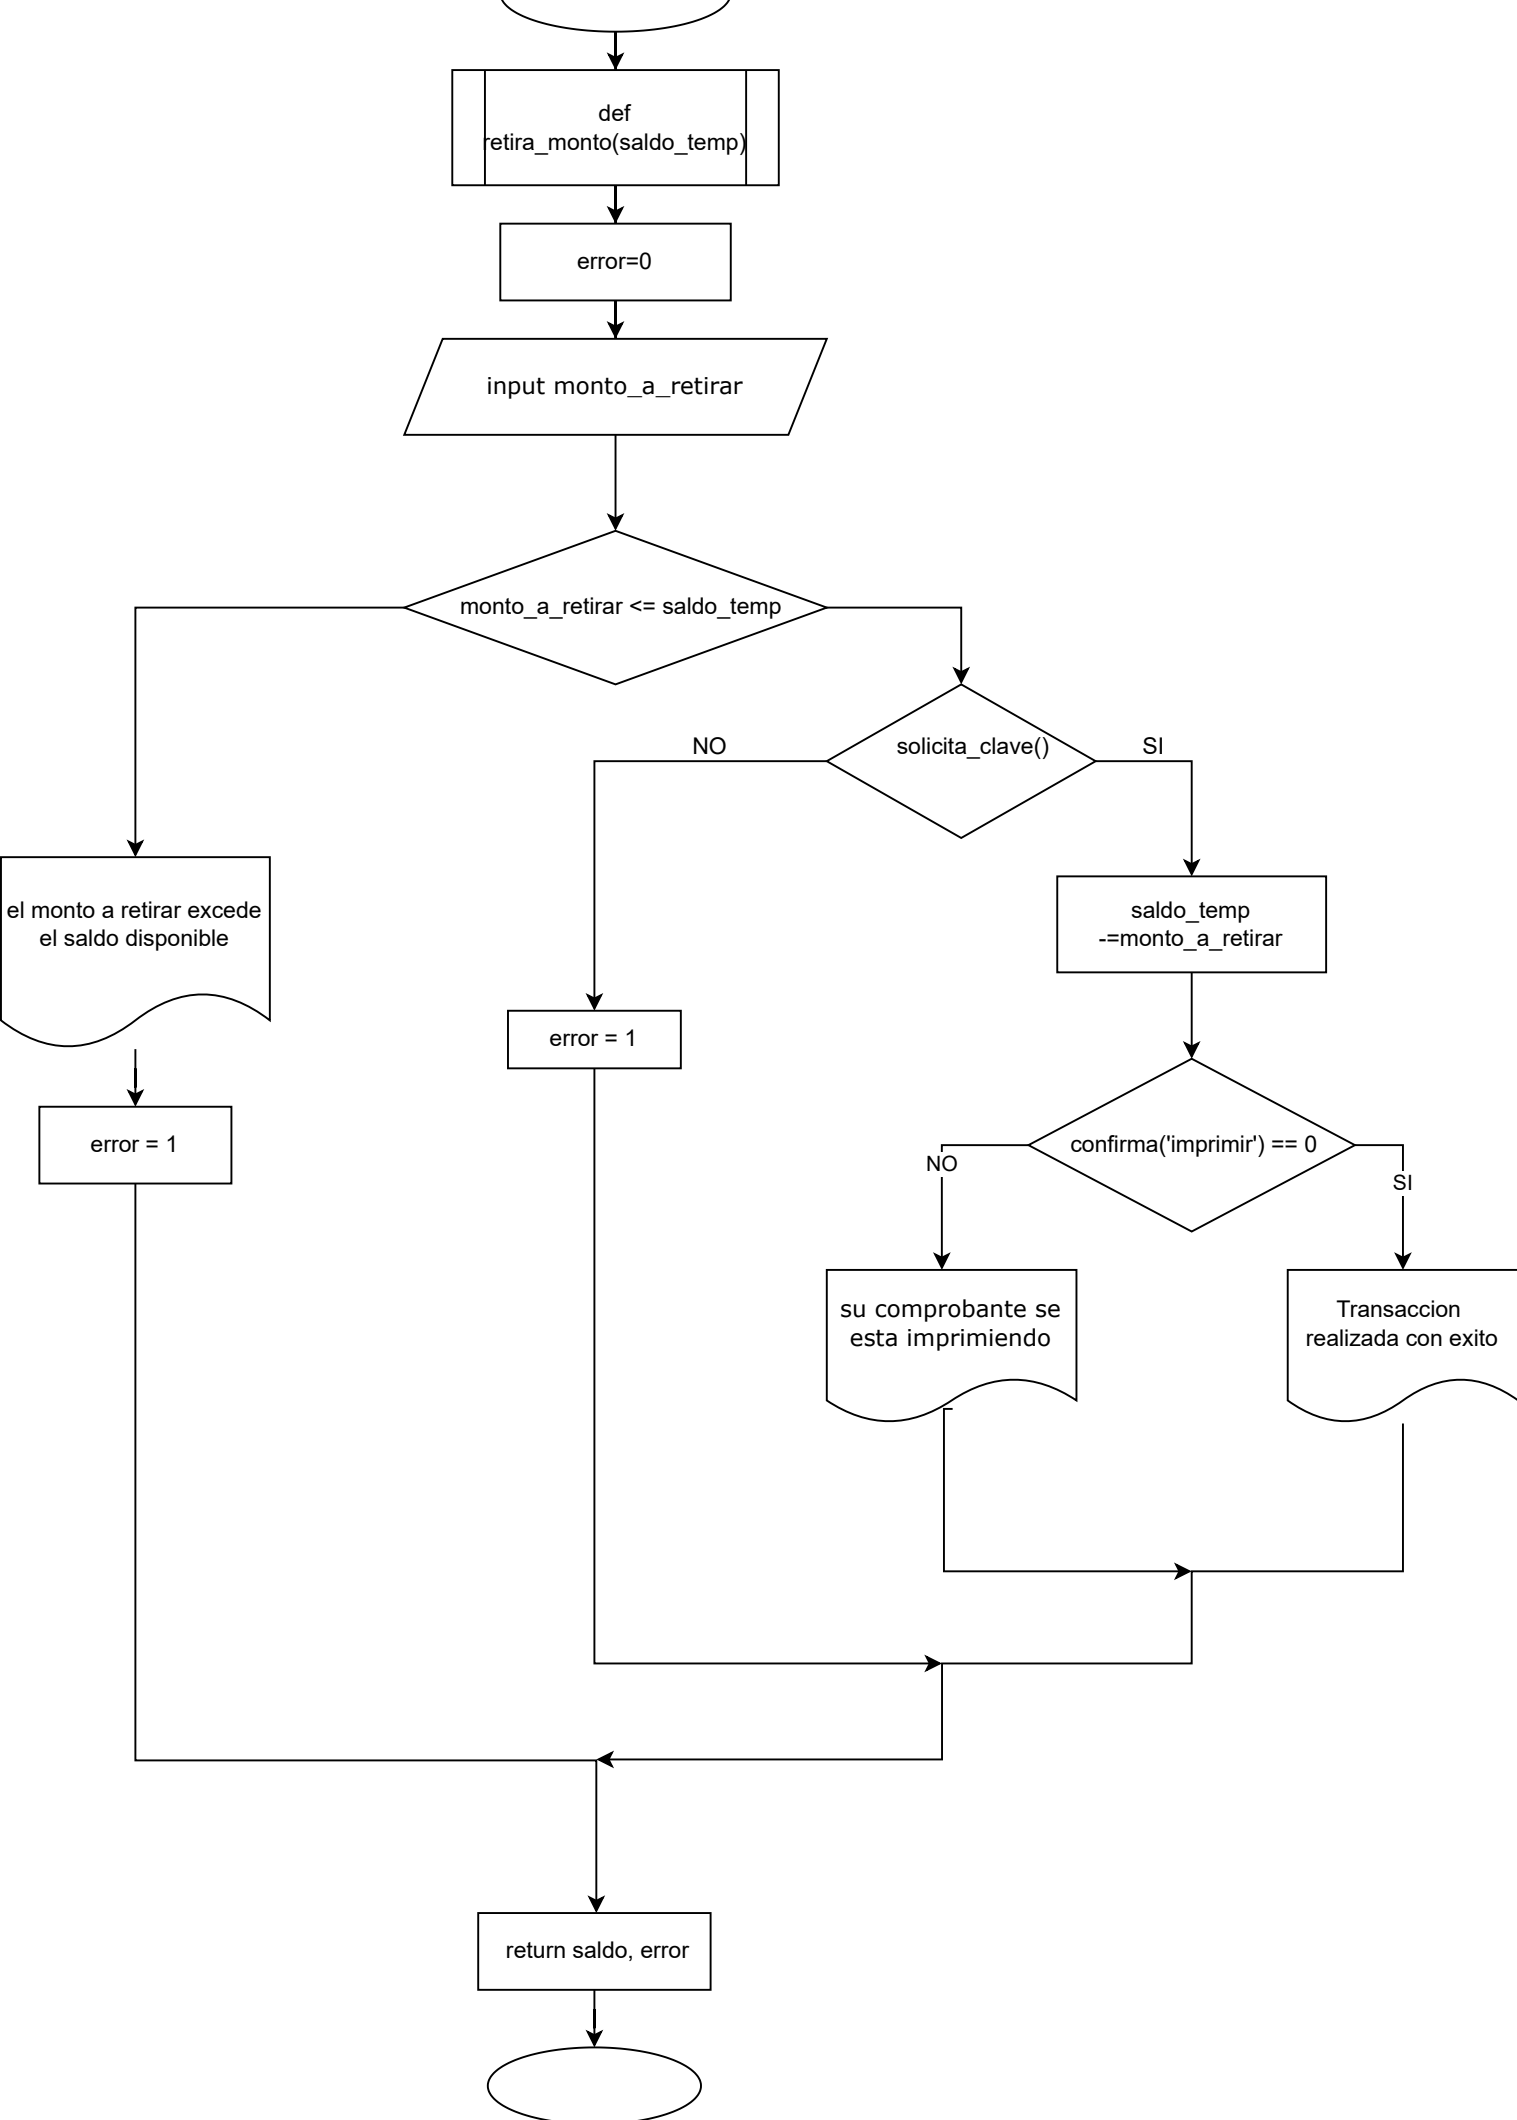 def
retira_monto(saldo_temp)
error=0
input monto_a_retirar
monto_a_retirar <= saldo_temp
solicita_clave()
NO
SI
el monto a retirar excede
el saldo disponible
saldo_temp
-=monto_a_retirar
error = 1
error = 1
confirma('imprimir') == 0
NO
SI
su comprobante se
esta imprimiendo
Transaccion
realizada con exito
return saldo, error